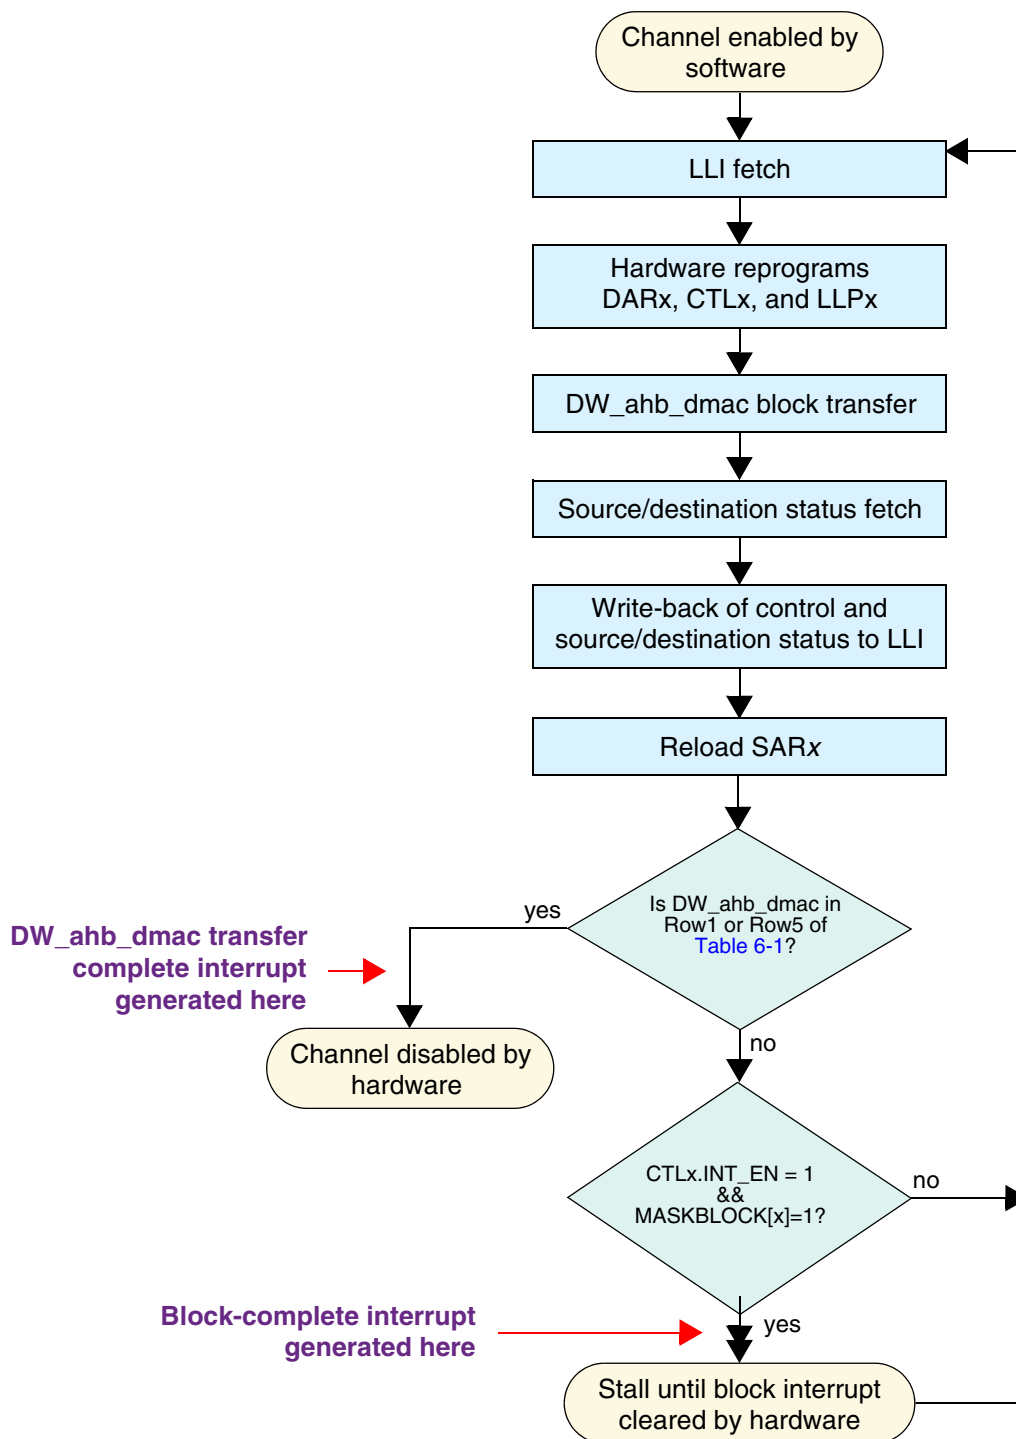 Channel enabled by
software
LLI fetch
Hardware reprograms
DARx, CTLx, and LLPx
DW_ahb_dmac block transfer
Source/destination status fetch
Write-back of control and
source/destination status to LLI
Reload SARx
Is DW_ahb_dmac in
Row1 or Row5 of
Table 6-1?
yes
DW_ahb_dmac transfer
complete interrupt
generated here
Channel disabled by
hardware
no
CTLx.INT_EN = 1
&&
MASKBLOCK[x]=1?
no
Block-complete interrupt
generated here
yes
Stall until block interrupt
cleared by hardware